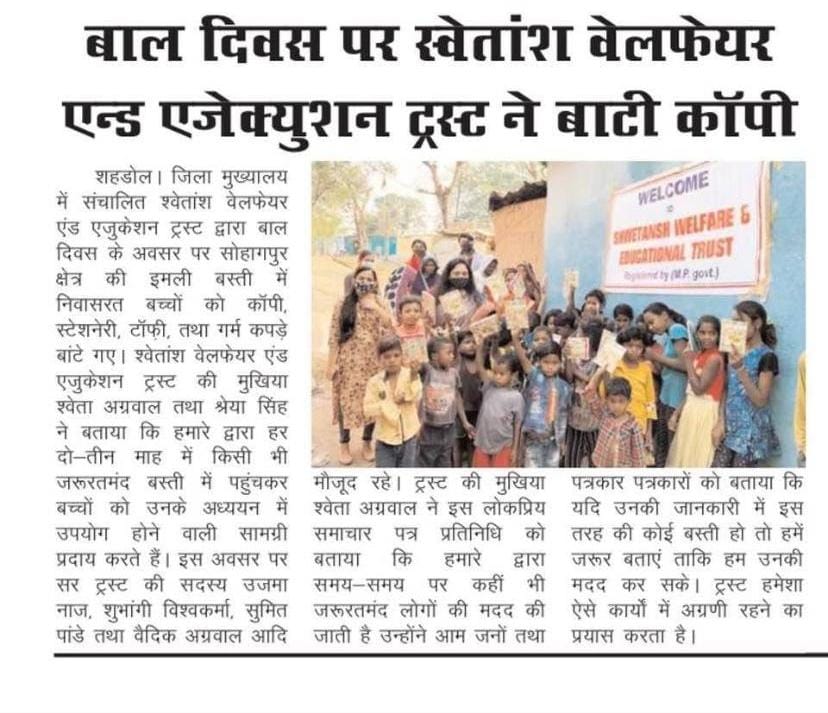 बाल दिवस पर स्वेतांश वेलफेयर
एन्ड एजेक्युशन ट्रस्ट ने बाटी कॉपी
शहडोल। जिला मुख्यालय
में संचालित श्वेतांश वेलफेयर
एंड एजुकेशन ट्रस्ट द्वारा बाल
दिवस के अवसर पर सोहागपुर
क्षेत्र की इमली बस्ती में
निवासरत बच्चों को कॉपी,
स्टेशनेरी, टॉफी, तथा गर्म कपड़े
बांटे गए। श्वेतांश वेलफेयर एंड
एजुकेशन ट्रस्ट की मुखिया
श्वेता अग्रवाल तथा श्रेया सिंह
ने बताया कि हमारे द्वारा हर
दो–तीन माह में किसी भी
जरूरतमंद बस्ती में पहुंचकर
बच्चों को उनके अध्ययन में
उपयोग होने वाली सामग्री
प्रदाय करते हैं। इस अवसर पर
सर ट्रस्ट की सदस्य उजमा
नाज, शुभांगी विश्वकर्मा, सुमित
पांडे तथा वैदिक अग्रवाल आदि
WELCOME
TO
SHWETANSH WELFARE &
EDUCATIONAL TRUST
Registered by (M.P. govt.)
मौजूद रहे। ट्रस्ट की मुखिया
श्वेता अग्रवाल ने इस लोकप्रिय
समाचार पत्र प्रतिनिधि को
बताया कि हमारे द्वारा
समय–समय पर कहीं भी
जरूरतमंद लोगों की मदद की
जाती है उन्होंने आम जनों तथा
पत्रकार पत्रकारों को बताया कि
यदि उनकी जानकारी में इस
तरह की कोई बस्ती हो तो हमें
जरूर बताएं ताकि हम उनकी
मदद कर सके। ट्रस्ट हमेशा
ऐसे कार्यों में अग्रणी रहने का
प्रयास करता है।